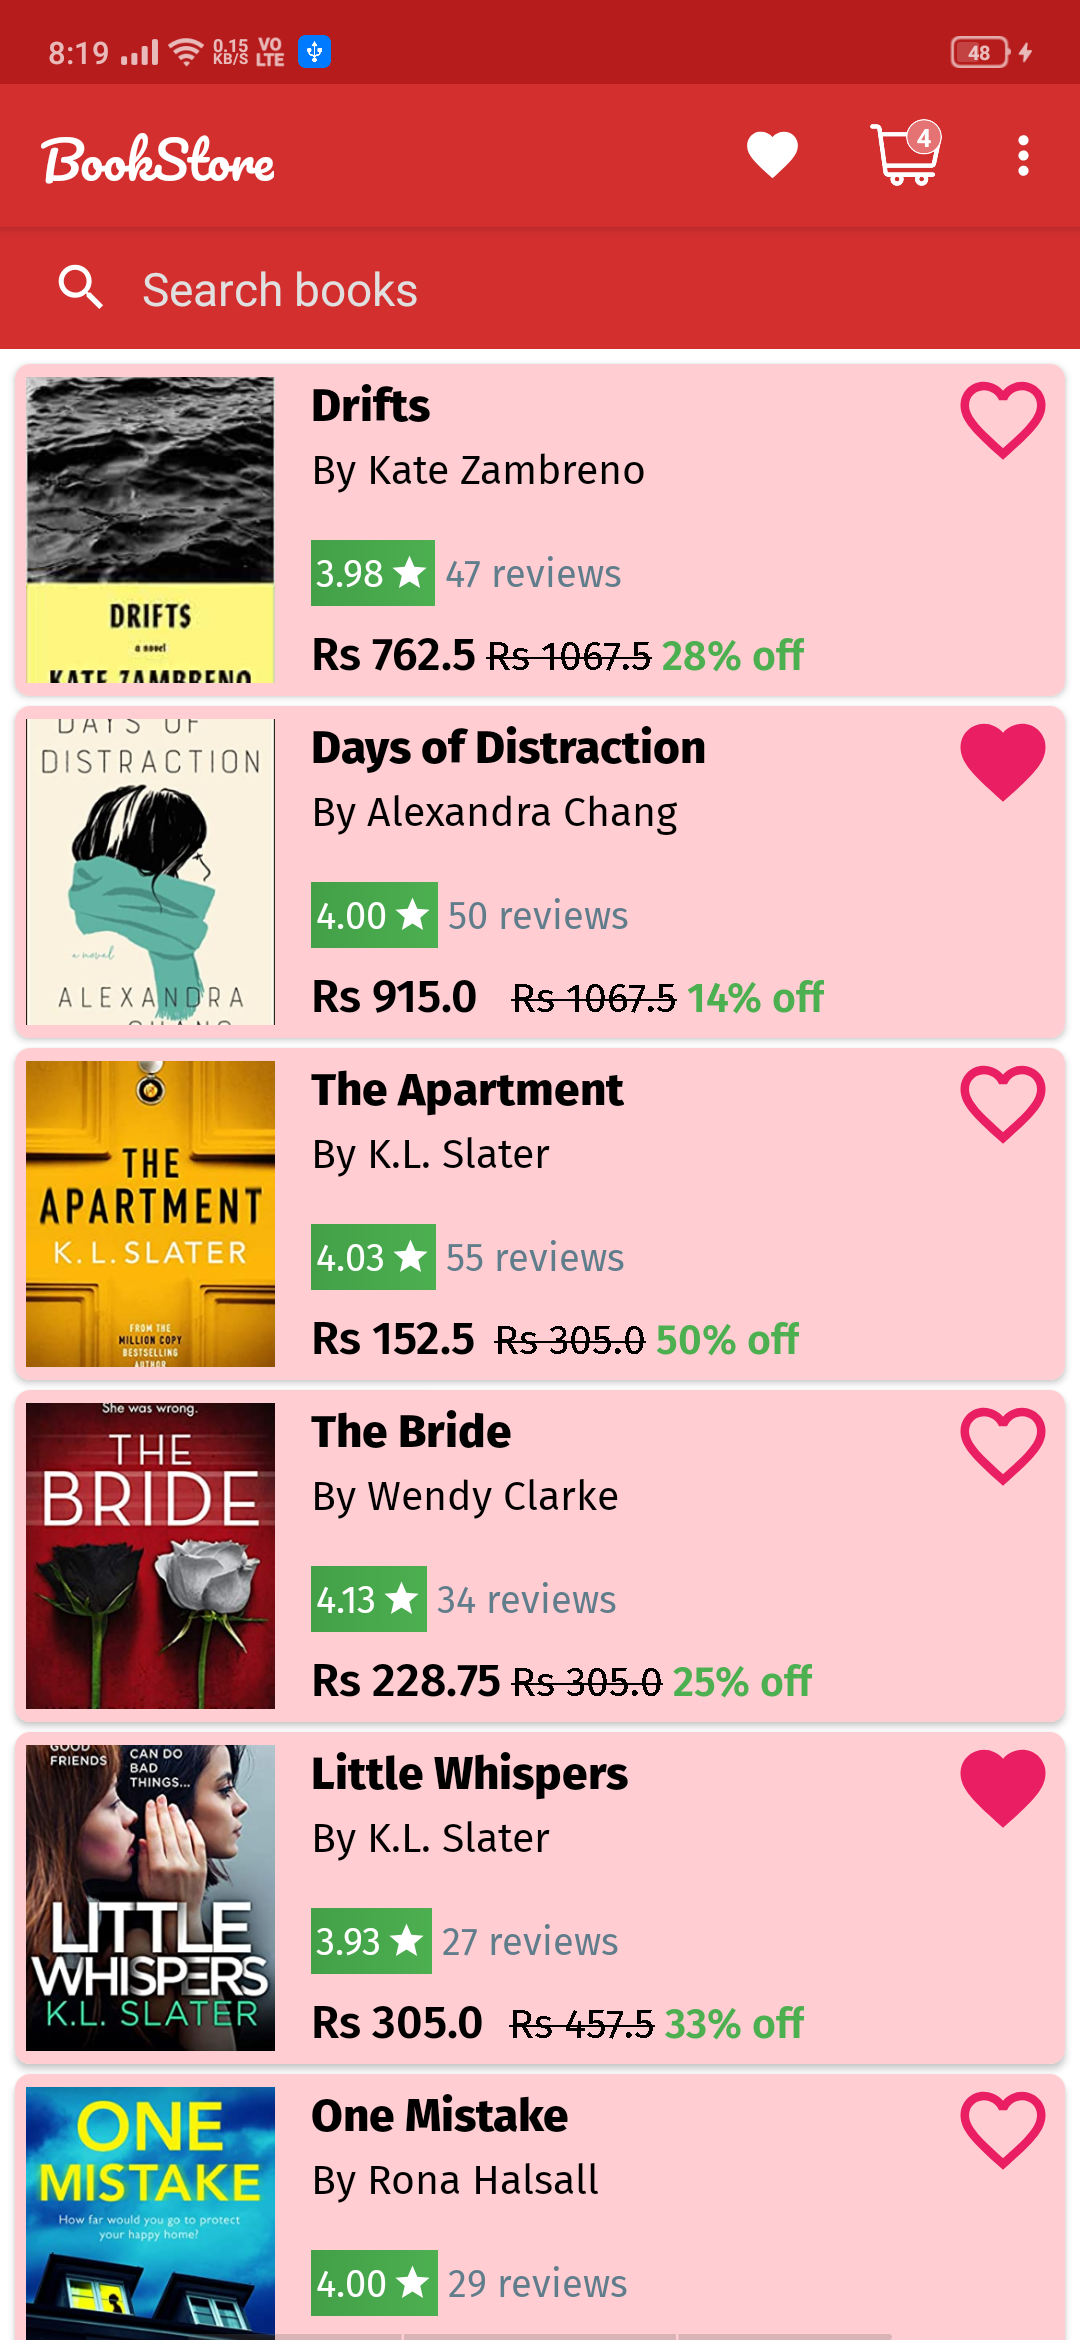 8:19 0.15 KB/S VO LTE 48
BookStore 4
Search books
Drifts
By Kate Zambreno
3.98 47 reviews
Rs 762.5 Rs 1067.5 28% off
DRIFTS
a novel
KATE ZAMBRENO
Days of Distraction
By Alexandra Chang
4.00 50 reviews
Rs 915.0 Rs 1067.5 14% off
DAYS OF
DISTRACTION
a novel
ALEXANDRA
CHANG
The Apartment
By K.L. Slater
4.03 55 reviews
Rs 152.5 Rs 305.0 50% off
THE
APARTMENT
K.L. SLATER
FROM THE
MILLION COPY
BESTSELLING
AUTHOR
The Bride
By Wendy Clarke
4.13 34 reviews
Rs 228.75 Rs 305.0 25% off
She was wrong.
THE
BRIDE
Little Whispers
By K.L. Slater
3.93 27 reviews
Rs 305.0 Rs 457.5 33% off
GOOD
FRIENDS
CAN DO
BAD
THINGS...
LITTLE
WHISPERS
K.L. SLATER
One Mistake
By Rona Halsall
4.00 29 reviews
ONE
MISTAKE
How far would you go to protect
your happy home?